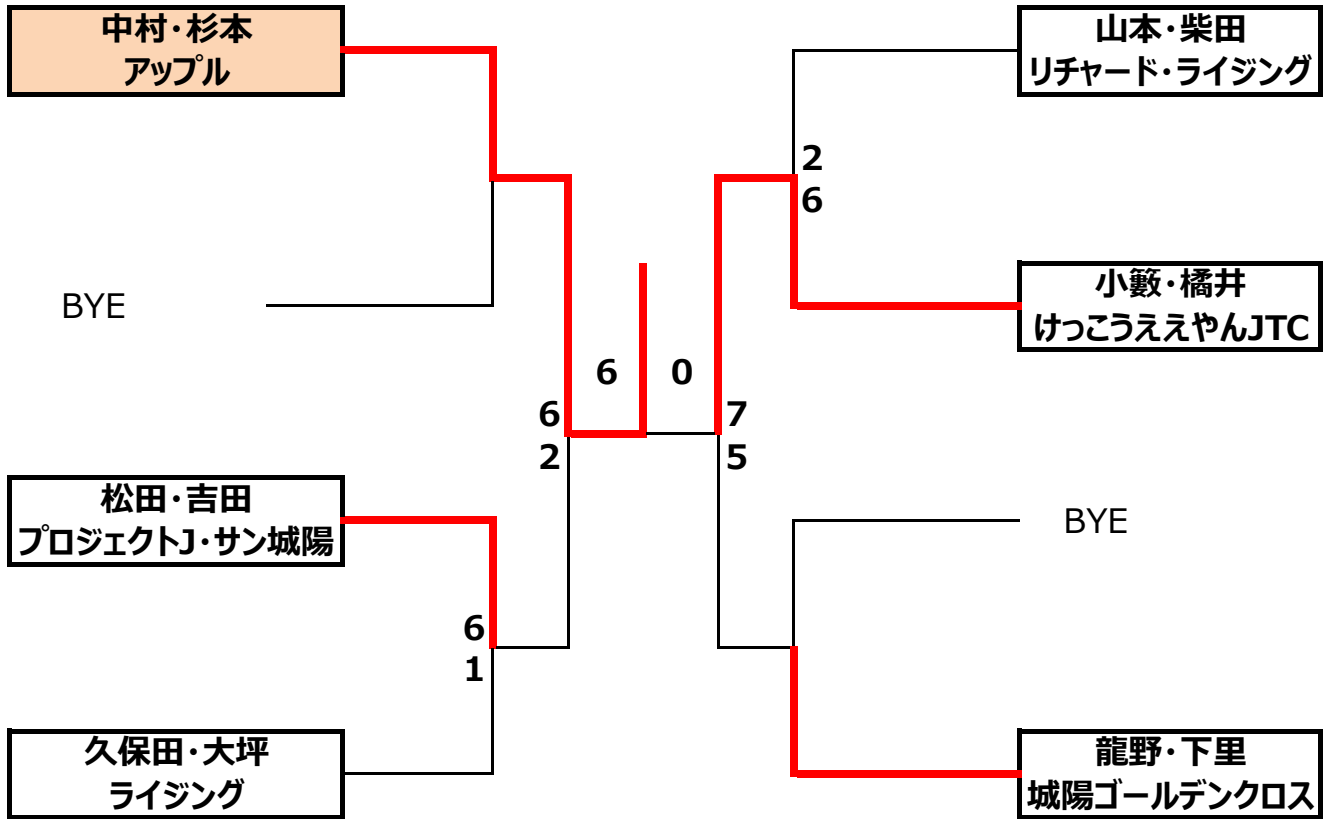 中村・杉本
アップル
山本・柴田
リチャード・ライジング
2
6
BYE
小籔・橘井
けっこうええやんJTC
6
0
6
2
7
5
松田・吉田
プロジェクトJ・サン城陽
BYE
6
1
久保田・大坪
ライジング
龍野・下里
城陽ゴールデンクロス